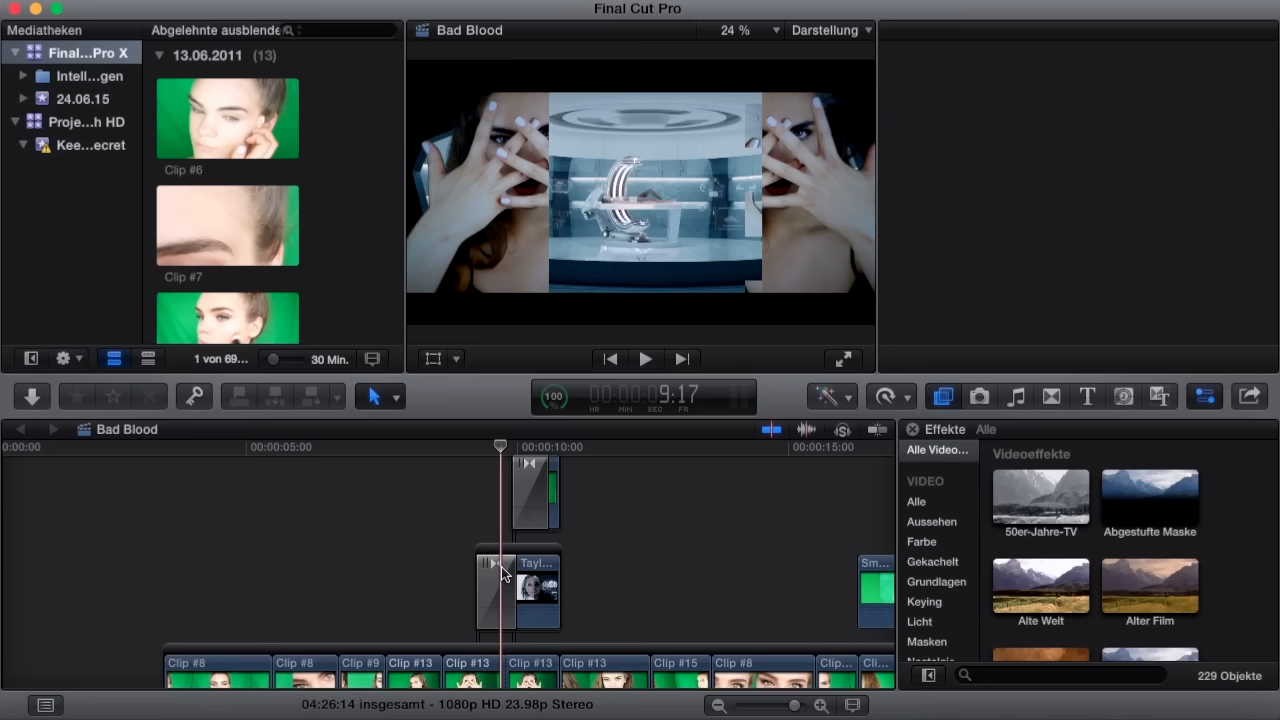 Final Cut Pro
Mediatheken
Abgelehnte ausblende
Bad Blood
24 %
Darstellung
Final...Pro X
13.06.2011 (13)
Intell...gen
24.06.15
Proje...h HD
Kee...ecret
Clip #6
Clip #7
1 von 69...
30 Min.
100
%
00:00:09:17
HR MIN SEC FR
Bad Blood
Effekte Alle
0:00:00
00:00:05:00
00:00:10:00
00:00:15:00
Alle Video...
Videoeffekte
VIDEO
Alle
Aussehen
Farbe
Gekachelt
Grundlagen
Keying
Licht
Masken
50er-Jahre-TV
Abgestufte Maske
Alte Welt
Alter Film
Tayl...
Sm...
Clip #8
Clip #8
Clip #9
Clip #13
Clip #13
Clip #13
Clip #13
Clip #15
Clip #8
Clip...
Cli...
229 Objekte
04:26:14 insgesamt - 1080p HD 23.98p Stereo